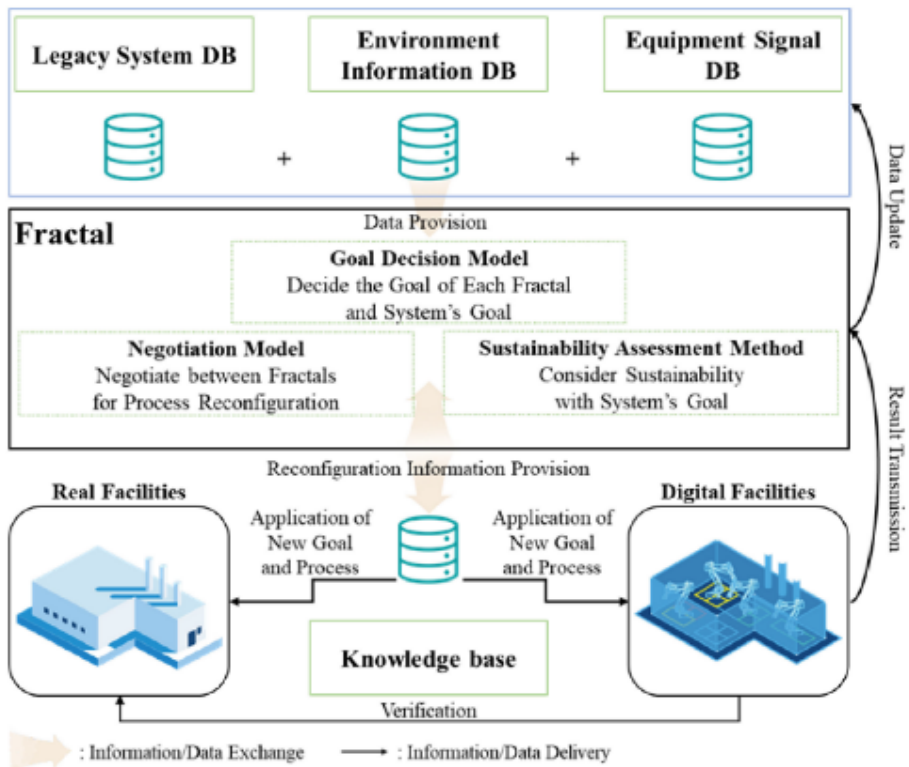 Legacy System DB
Environment
Information DB
Equipment Signal
DB
+
+
Data Provision
Data Update
Fractal
Goal Decision Model
Decide the Goal of Each Fractal
and System's Goal
Negotiation Model
Negotiate between Fractals
for Process Reconfiguration
Sustainability Assessment Method
Consider Sustainability
with System's Goal
Result Transmission
Reconfiguration Information Provision
Real Facilities
Application of
New Goal
and Process
Application of
New Goal
and Process
Digital Facilities
Knowledge base
Verification
: Information/Data Exchange
: Information/Data Delivery